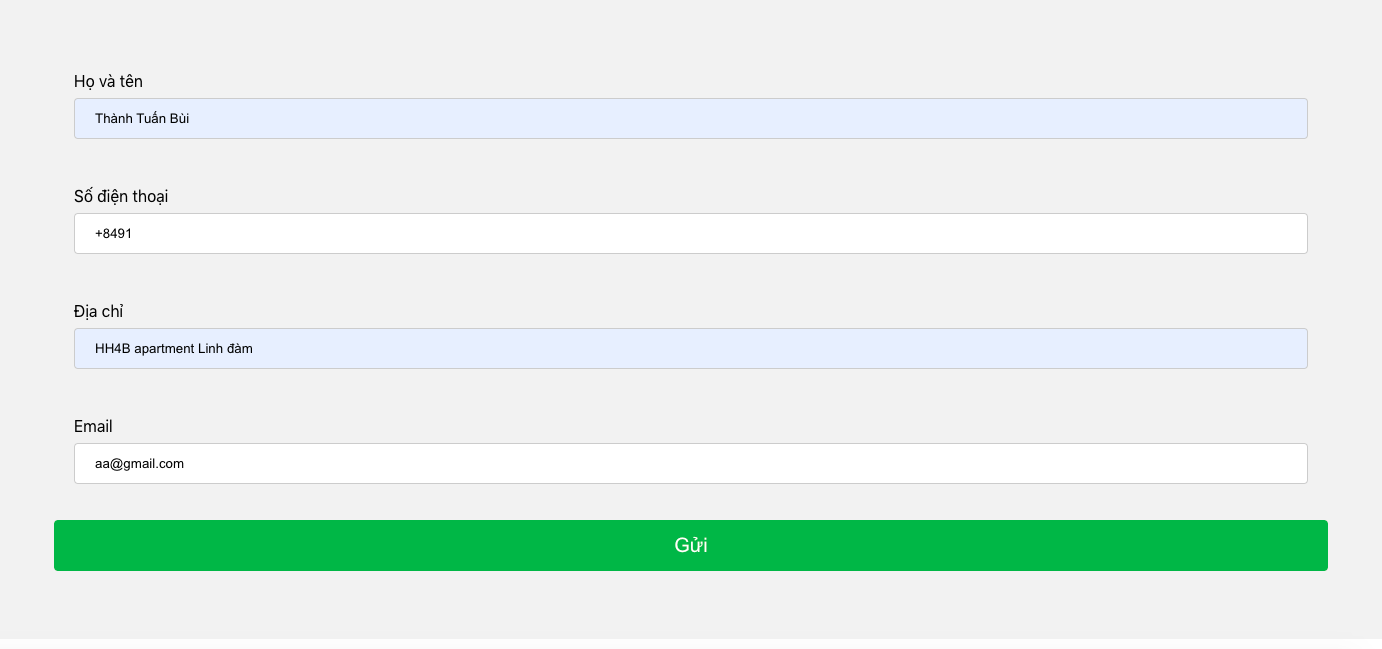 Họ và tên
Thành Tuấn Bùi
Số điện thoại
+8491
Địa chỉ
HH4B apartment Linh đàm
Email
aa@gmail.com
Gửi